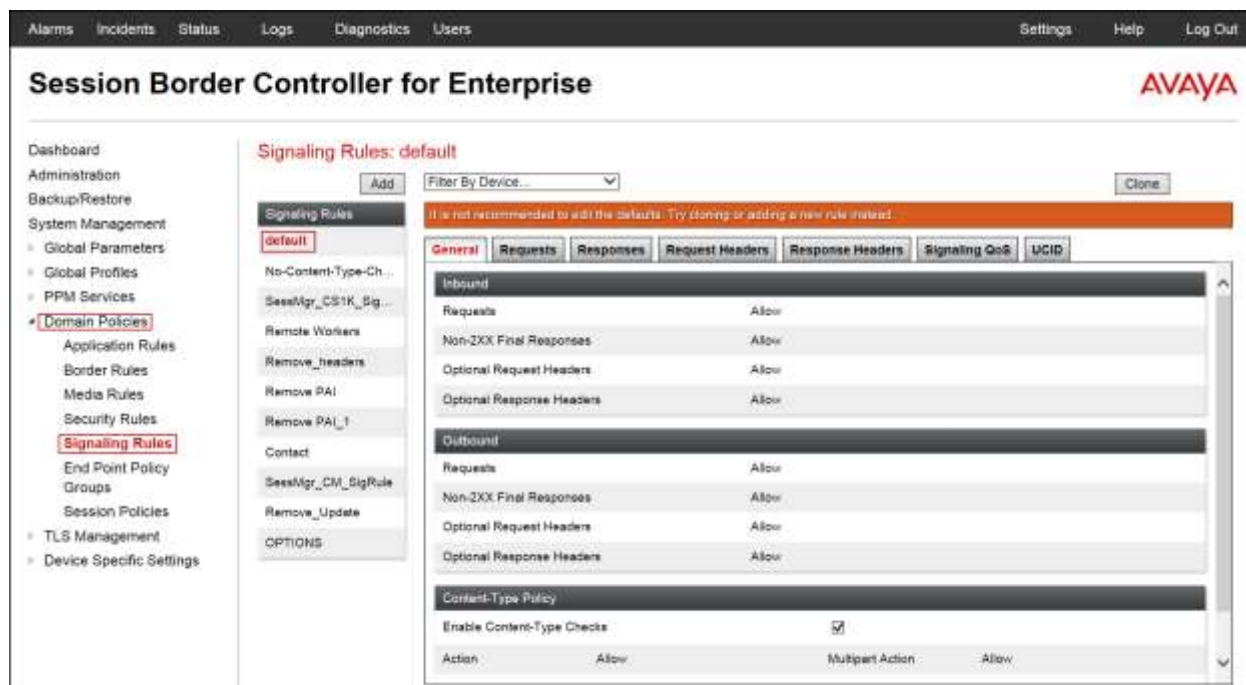 Alarms Incidents Status Logs Diagnostics Users Settings Help Log Out
Session Border Controller for Enterprise
AVAYA
Dashboard
Administration
Backup/Restore
System Management
Global Parameters
Global Profiles
PPM Services
Domain Policies
Application Rules
Border Rules
Media Rules
Security Rules
Signaling Rules
End Point Policy
Groups
Session Policies
TLS Management
Device Specific Settings
Signaling Rules: default
Add
Filter By Device...
Clone
Signaling Rules
default
No-Content-Type-Ch...
SessMgr_CS1K_Sig...
Remote Workers
Remove_headers
Remove PAI
Remove PAI_1
Contact
SessMgr_CM_SigRule
Remove_Update
OPTIONS
It is not recommended to edit the defaults. Try cloning or adding a new rule instead.
General Requests Responses Request Headers Response Headers Signaling QoS UCID
Inbound
Requests Allow
Non-2XX Final Responses Allow
Optional Request Headers Allow
Optional Response Headers Allow
Outbound
Requests Allow
Non-2XX Final Responses Allow
Optional Request Headers Allow
Optional Response Headers Allow
Content-Type Policy
Enable Content-Type Checks
Action Allow Multipart Action Allow